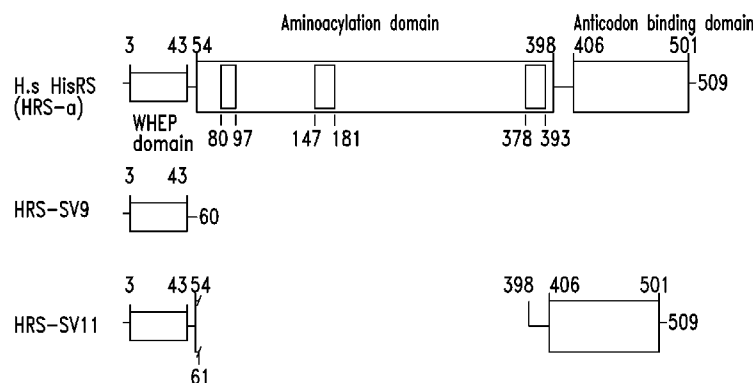 Aminoacylation domain
Anticodon binding domain
3 43 54 398 406 501
H.s HisRS
(HRS-a)
509
WHEP
domain
80 97 147 181 378 393
3 43
HRS-SV9
60
3 43 54 398 406 501
HRS-SV11
509
61